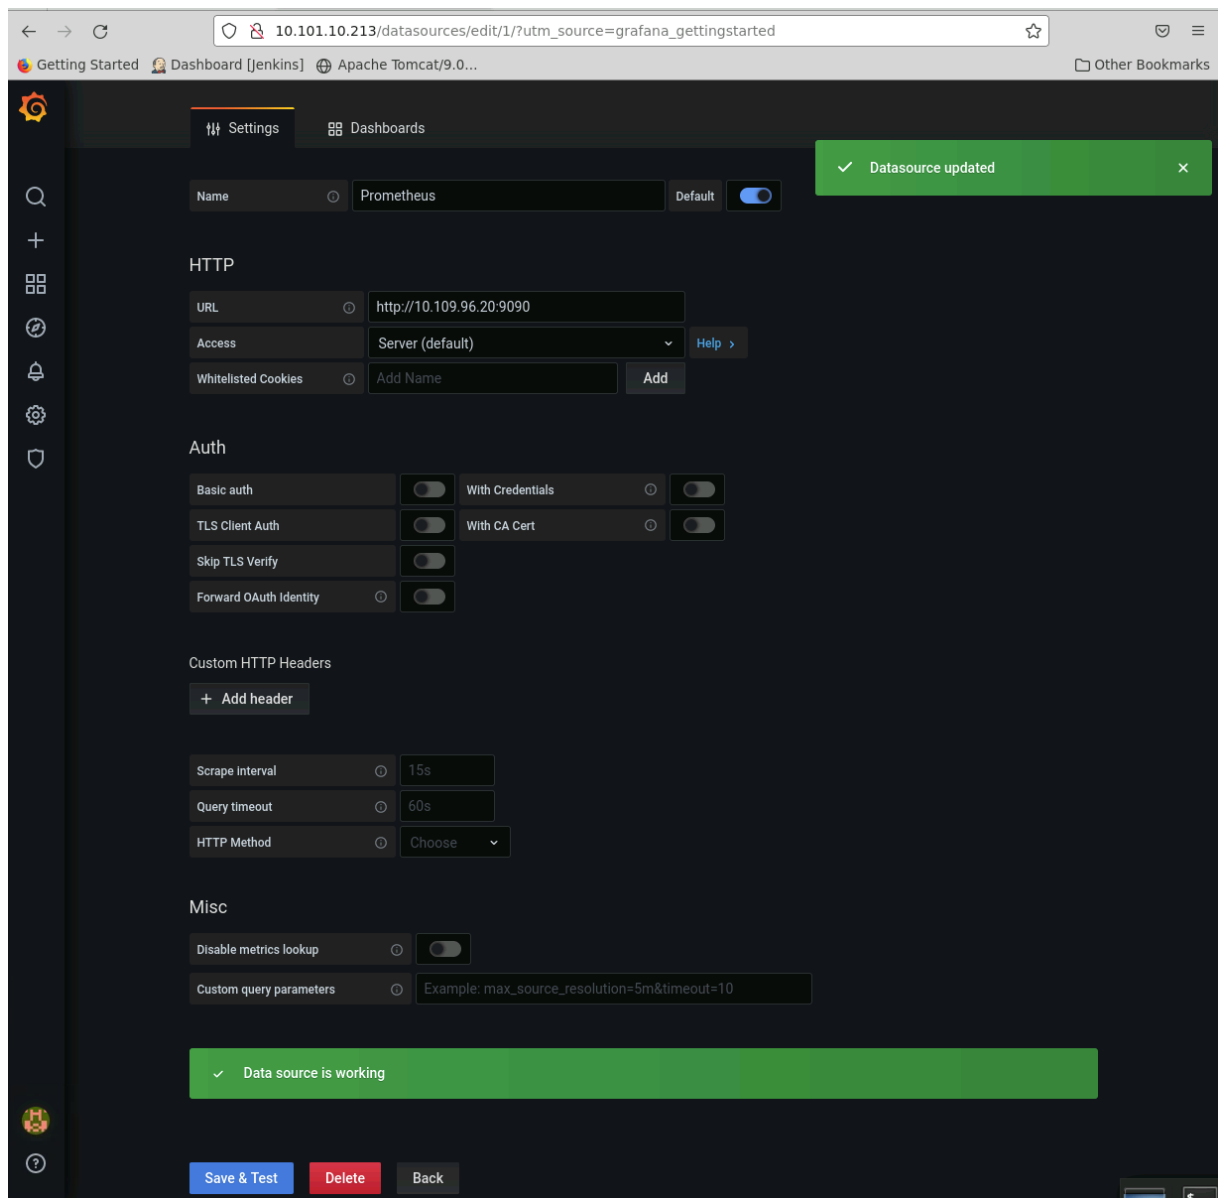 10.101.10.213/datasources/edit/1/?utm_source=grafana_gettingstarted
Getting Started Dashboard [Jenkins] Apache Tomcat/9.0... Other Bookmarks
Settings Dashboards
Datasource updated
Name Prometheus Default
HTTP
URL http://10.109.96.20:9090
Access Server (default) Help
Whitelisted Cookies Add Name Add
Auth
Basic auth With Credentials
TLS Client Auth With CA Cert
Skip TLS Verify
Forward OAuth Identity
Custom HTTP Headers
+ Add header
Scrape interval 15s
Query timeout 60s
HTTP Method Choose
Misc
Disable metrics lookup
Custom query parameters Example: max_source_resolution=5m&timeout=10
Data source is working
Save & Test Delete Back